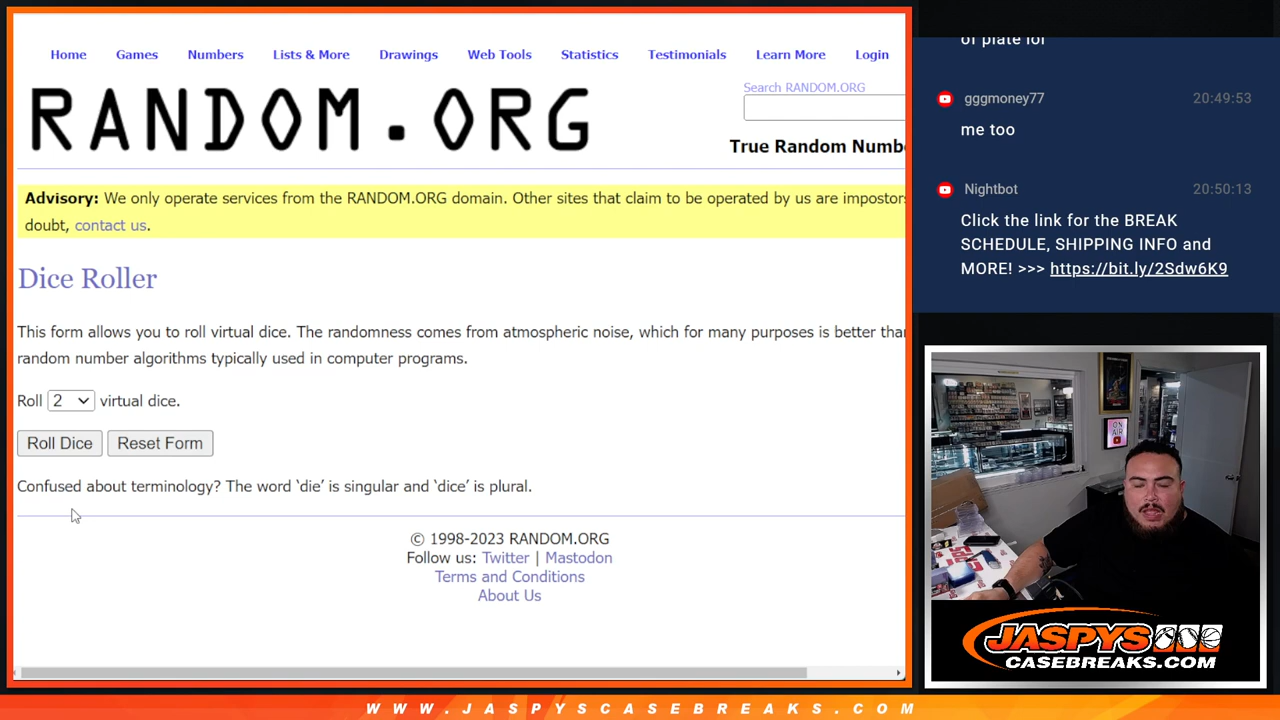 Home Games Numbers Lists & More Drawings Web Tools Statistics Testimonials Learn More Login
RANDOM.ORG
Search RANDOM.ORG
True Random Numb
Advisory: We only operate services from the RANDOM.ORG domain. Other sites that claim to be operated by us are impostors
doubt, contact us.
Dice Roller
This form allows you to roll virtual dice. The randomness comes from atmospheric noise, which for many purposes is better than
random number algorithms typically used in computer programs.
Roll 2 virtual dice.
Roll Dice Reset Form
Confused about terminology? The word ‘die’ is singular and ‘dice’ is plural.
© 1998-2023 RANDOM.ORG
Follow us: Twitter | Mastodon
Terms and Conditions
About Us
of plate lol
gggmoney77 20:49:53
me too
Nightbot 20:50:13
Click the link for the BREAK
SCHEDULE, SHIPPING INFO and
MORE! >>> https://bit.ly/2Sdw6K9
ON
AIR
JASPYS
CASEBREAKS.COM
WWW.JASPYSCASEBREAKS.COM